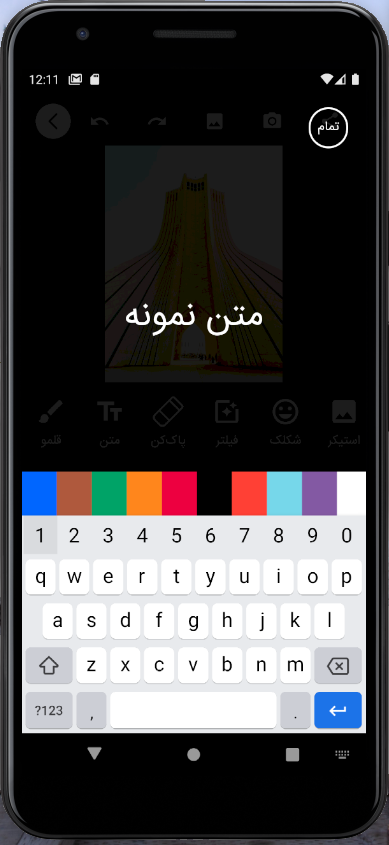 12:11
تمام
متن نمونه
استیکر شکلک فیلتر پاک‌کن متن قلمو
1 2 3 4 5 6 7 8 9 0
q w e r t y u i o p
a s d f g h j k l
z x c v b n m
?123 , .